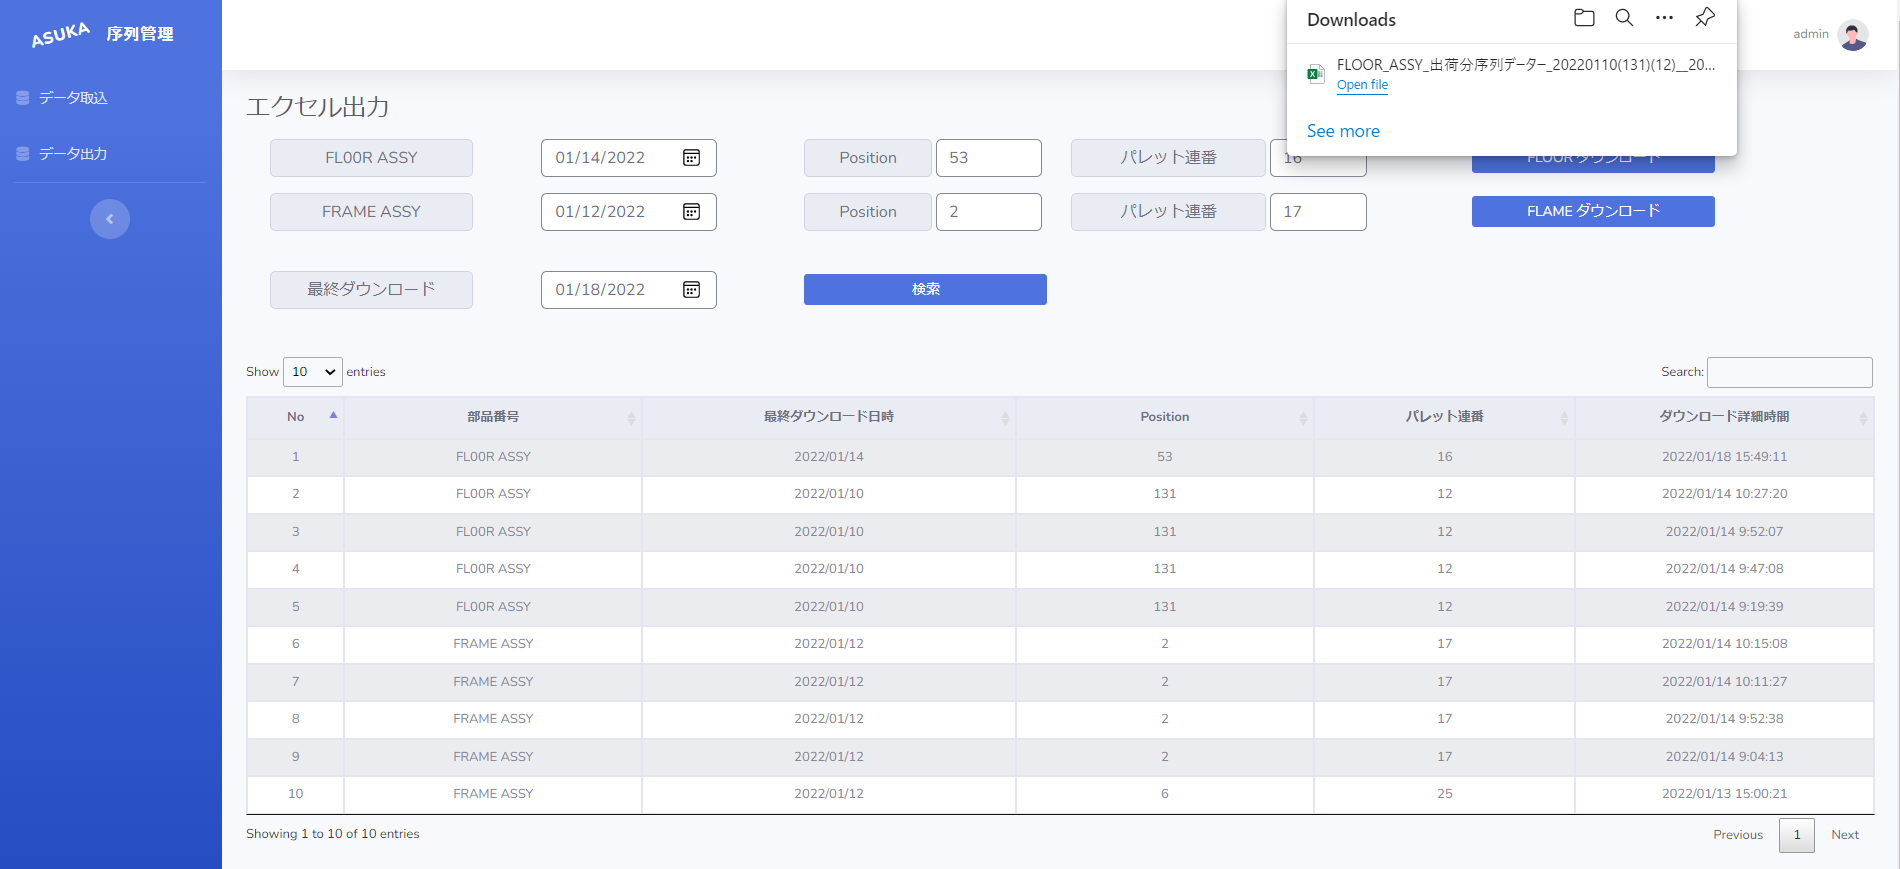 ASUKA 序列管理
データ取込
データ出力
Downloads
FLOOR_ASSY_出荷分序列データー_20220110(131)(12)__20...
Open file
See more
admin
エクセル出力
FL00R ASSY 01/14/2022 Position 53 パレット連番 16 FLOOR ダウンロード
FRAME ASSY 01/12/2022 Position 2 パレット連番 17 FLAME ダウンロード
最終ダウンロード 01/18/2022 検索
Show 10 entries Search:
No 部品番号 最終ダウンロード日時 Position パレット連番 ダウンロード詳細時間
1 FL00R ASSY 2022/01/14 53 16 2022/01/18 15:49:11
2 FL00R ASSY 2022/01/10 131 12 2022/01/14 10:27:20
3 FL00R ASSY 2022/01/10 131 12 2022/01/14 9:52:07
4 FL00R ASSY 2022/01/10 131 12 2022/01/14 9:47:08
5 FL00R ASSY 2022/01/10 131 12 2022/01/14 9:19:39
6 FRAME ASSY 2022/01/12 2 17 2022/01/14 10:15:08
7 FRAME ASSY 2022/01/12 2 17 2022/01/14 10:11:27
8 FRAME ASSY 2022/01/12 2 17 2022/01/14 9:52:38
9 FRAME ASSY 2022/01/12 2 17 2022/01/14 9:04:13
10 FRAME ASSY 2022/01/12 6 25 2022/01/13 15:00:21
Showing 1 to 10 of 10 entries Previous 1 Next